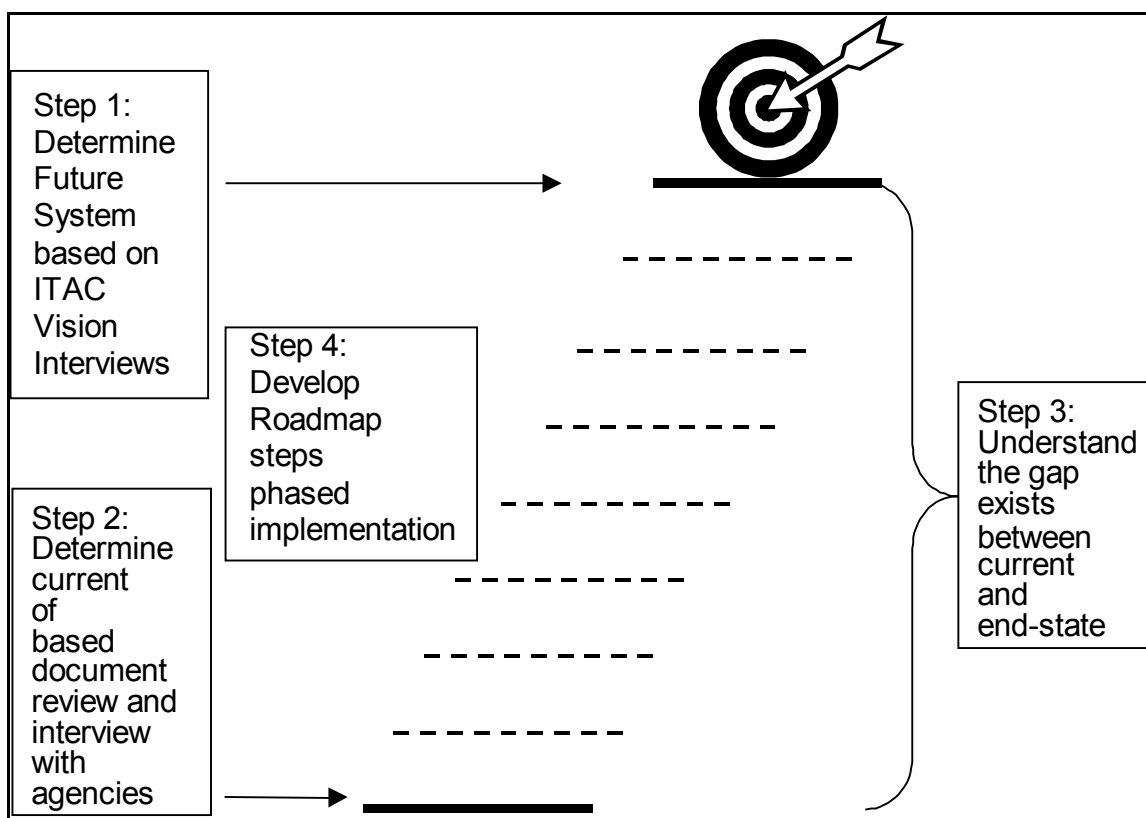 Step 1:
Determine
Future
System
based on
ITAC
Vision
Interviews
Step 2:
Determine
current
of
based
document
review and
interview
with
agencies
Step 4:
Develop
Roadmap
steps
phased
implementation
Step 3:
Understand
the gap
exists
between
current
and
end-state